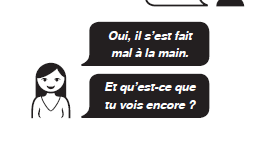 Oui, il s'est fait
mal à la main.
Et qu'est-ce que
tu vois encore ?